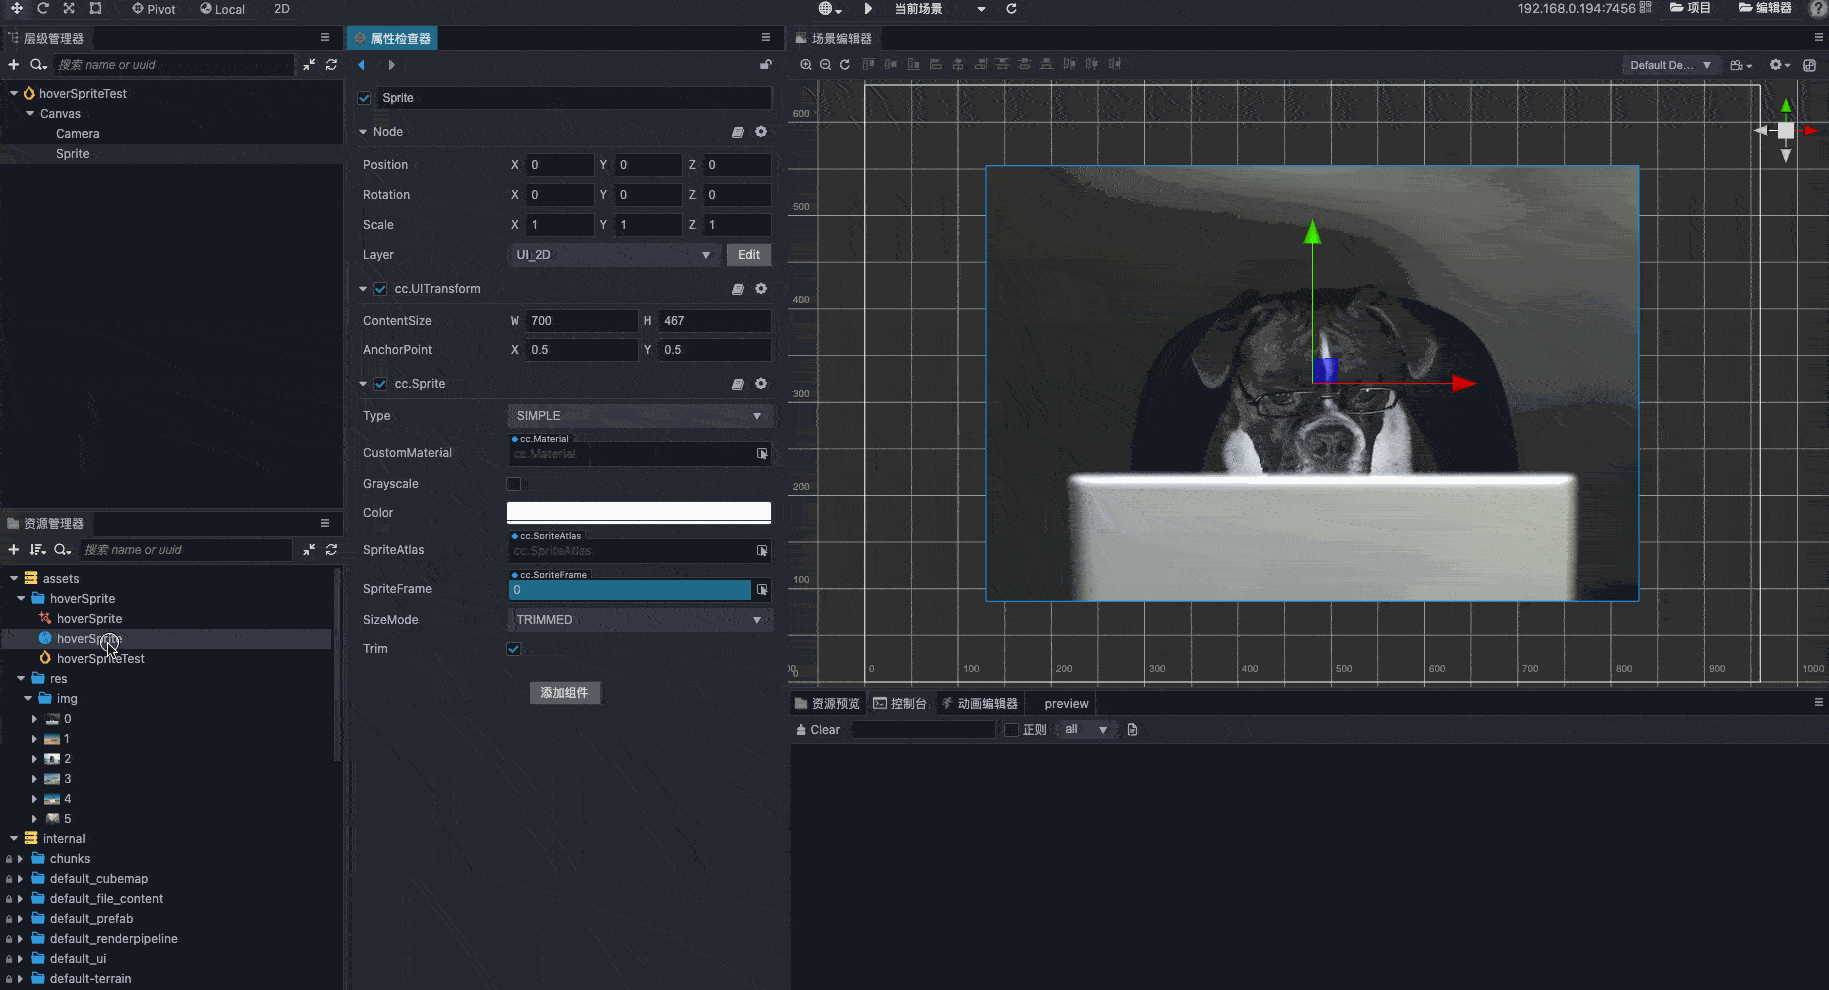 Pivot
Local
2D
当前场景
192.168.0.194:7456
项目
编辑器
层级管理器
搜索 name or uuid
hoverSpriteTest
Canvas
Camera
Sprite
资源管理器
搜索 name or uuid
assets
hoverSprite
hoverSprite
hoverSprite
hoverSpriteTest
res
img
0
1
2
3
4
5
internal
chunks
default_cubemap
default_file_content
default_prefab
default_renderpipeline
default_ui
default-terrain
属性检查器
Sprite
Node
Position X 0 Y 0 Z 0
Rotation X 0 Y 0 Z 0
Scale X 1 Y 1 Z 1
Layer UI_2D Edit
cc.UITransform
ContentSize W 700 H 467
AnchorPoint X 0.5 Y 0.5
cc.Sprite
Type SIMPLE
cc.Material
CustomMaterial cc.Material
Grayscale
Color
cc.SpriteAtlas
SpriteAtlas cc.SpriteAtlas
cc.SpriteFrame
SpriteFrame 0
SizeMode TRIMMED
Trim
添加组件
场景编辑器
Default De...
600
500
400
300
200
100
0
0 100 200 300 400 500 600 700 800 900 1000
资源预览 控制台 动画编辑器 preview
Clear 正则 all